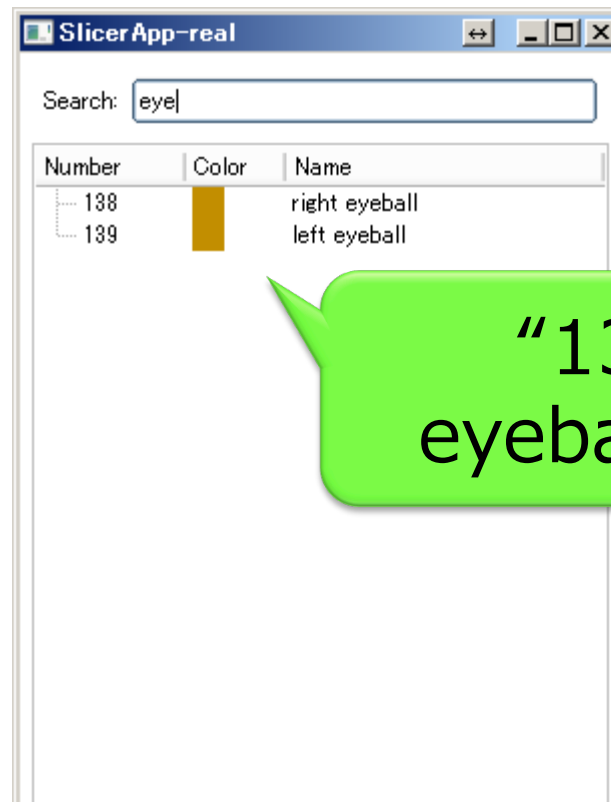 SlicerApp-real
Search: eye
Number Color Name
138 right eyeball
139 left eyeball
“13
eyeba